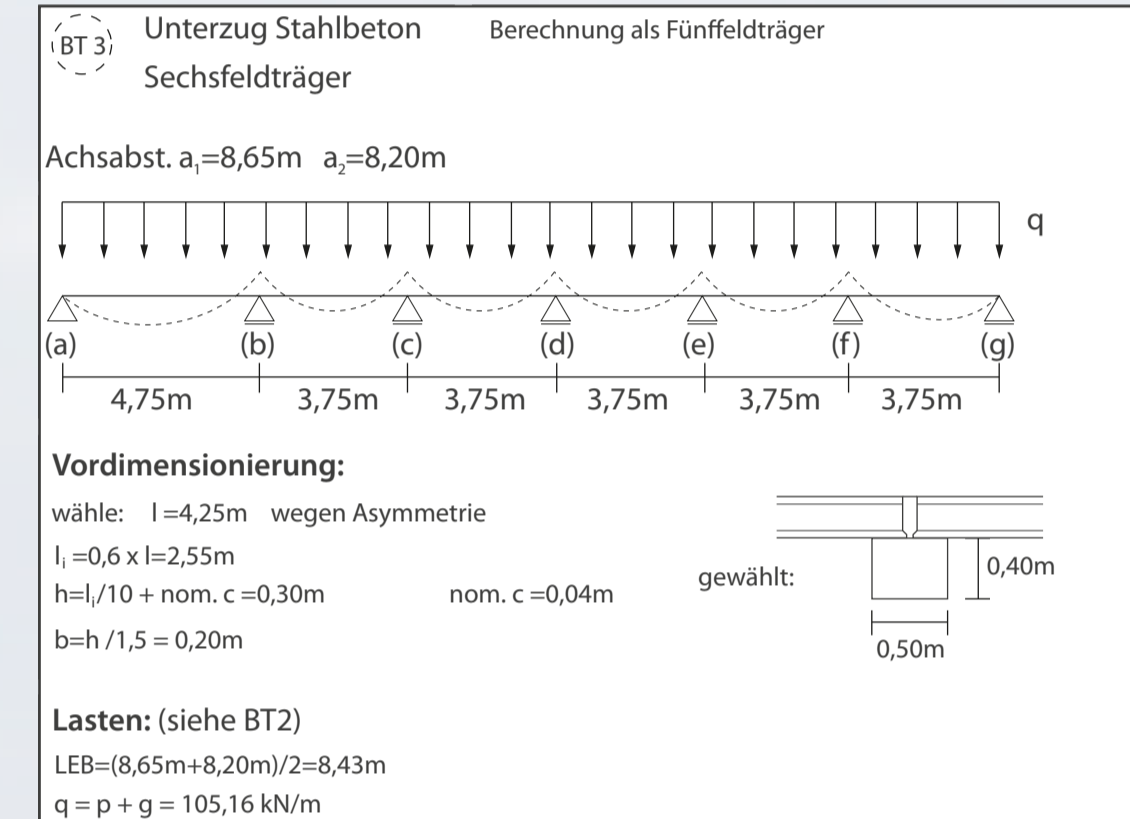 BT 3
Unterzug Stahlbeton
Berechnung als Fünffeldträger
Sechsfeldträger
Achsabst. a₁=8,65m a₂=8,20m
q
(a) (b) (c) (d) (e) (f) (g)
4,75m 3,75m 3,75m 3,75m 3,75m 3,75m
Vordimensionierung:
wähle: l =4,25m wegen Asymmetrie
lᵢ =0,6 x l=2,55m
h=lᵢ/10 + nom. c =0,30m nom. c =0,04m
b=h /1,5 = 0,20m
gewählt:
0,40m
0,50m
Lasten: (siehe BT2)
LEB=(8,65m+8,20m)/2=8,43m
q = p + g = 105,16 kN/m